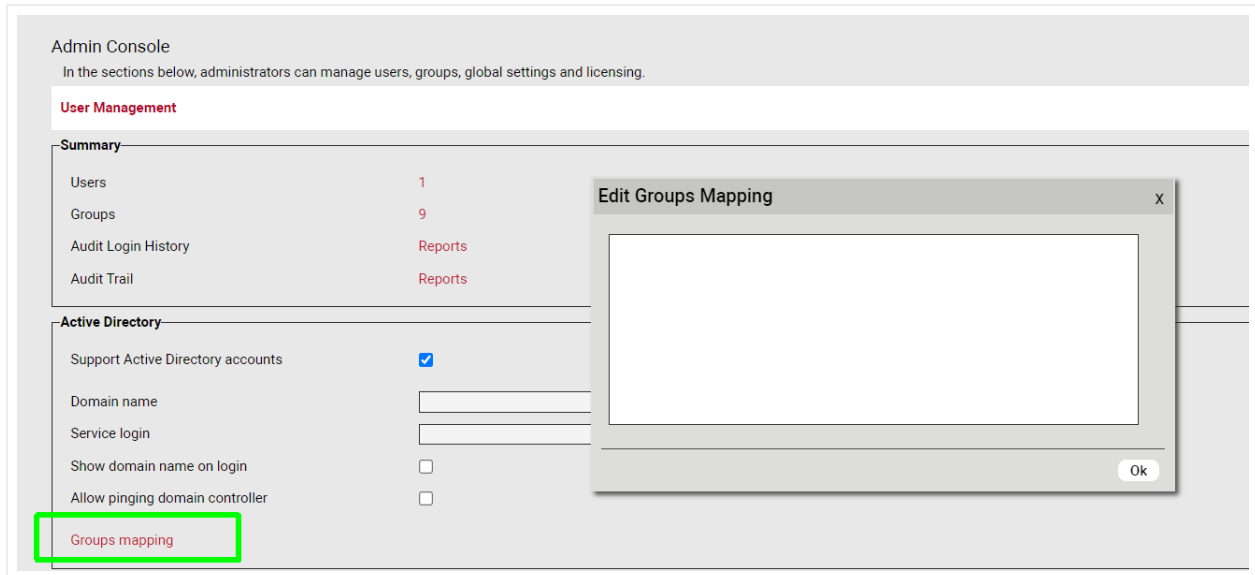 Admin Console
In the sections below, administrators can manage users, groups, global settings and licensing.
User Management
Summary
Users 1
Groups 9
Audit Login History Reports
Audit Trail Reports
Edit Groups Mapping x
Ok
Active Directory
Support Active Directory accounts
Domain name
Service login
Show domain name on login
Allow pinging domain controller
Groups mapping